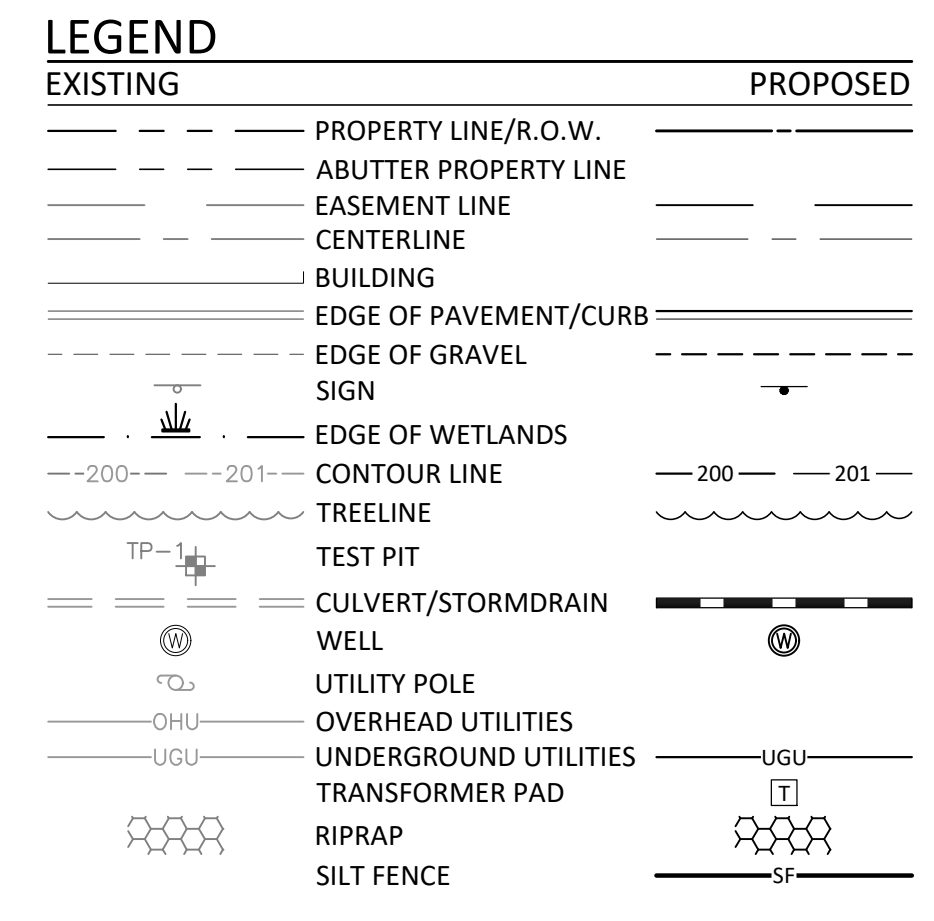 LEGEND
EXISTING PROPOSED
PROPERTY LINE/R.O.W.
ABUTTER PROPERTY LINE
EASEMENT LINE
CENTERLINE
BUILDING
EDGE OF PAVEMENT/CURB
EDGE OF GRAVEL
SIGN
EDGE OF WETLANDS
200 201 CONTOUR LINE 200 201
TREELINE
TP-1 TEST PIT
CULVERT/STORMDRAIN
W WELL W
UTILITY POLE
OHU OVERHEAD UTILITIES
UGU UNDERGROUND UTILITIES UGU
TRANSFORMER PAD T
RIPRAP
SILT FENCE SF